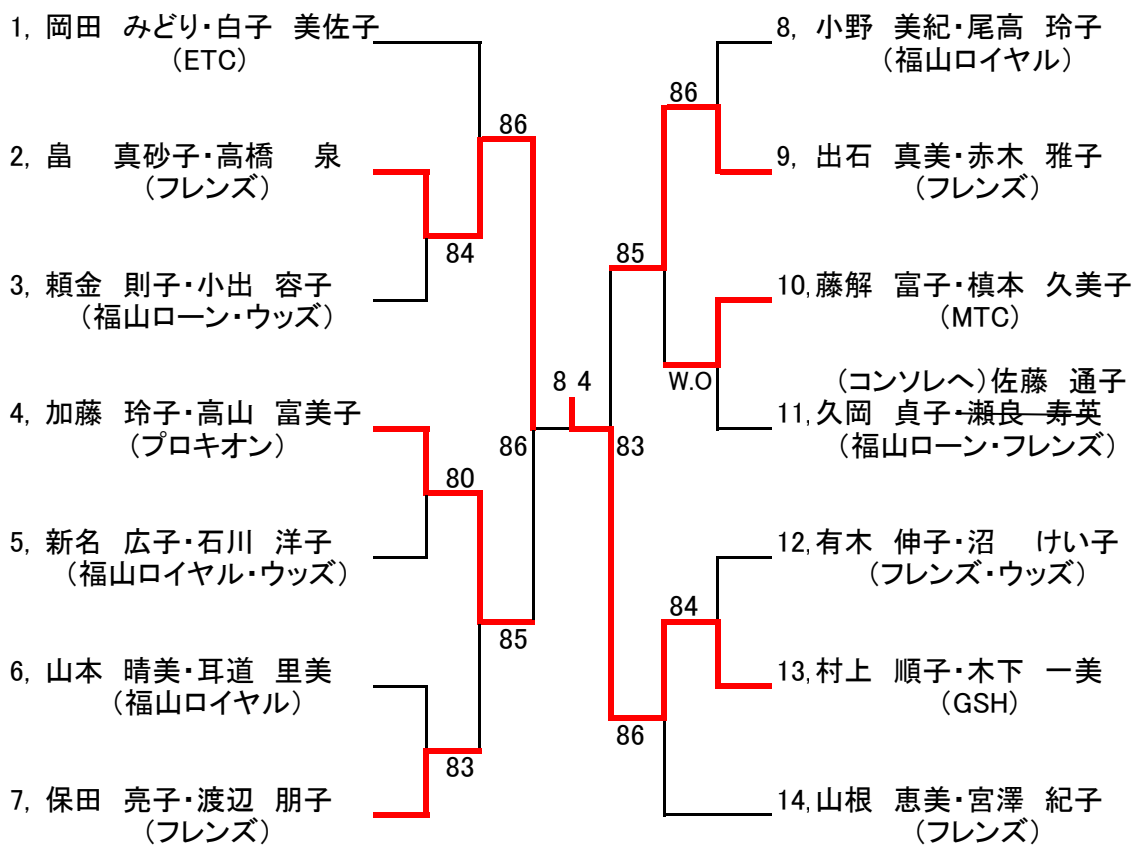 1, 岡田 みどり・白子 美佐子
(ETC)
86
2, 畠 真砂子・高橋 泉
(フレンズ)
84
3, 頼金 則子・小出 容子
(福山ローン・ウッズ)
86
4, 加藤 玲子・高山 富美子
(プロキオン)
80
5, 新名 広子・石川 洋子
(福山ロイヤル・ウッズ)
85
6, 山本 晴美・耳道 里美
(福山ロイヤル)
83
7, 保田 亮子・渡辺 朋子
(フレンズ)
8 4
8, 小野 美紀・尾高 玲子
(福山ロイヤル)
86
9, 出石 真美・赤木 雅子
(フレンズ)
85
10, 藤解 富子・槙本 久美子
(MTC)
W.O
(コンソレへ)佐藤 通子
11, 久岡 貞子・瀬良 寿英
(福山ローン・フレンズ)
83
12, 有木 伸子・沼 けい子
(フレンズ・ウッズ)
84
13, 村上 順子・木下 一美
(GSH)
86
14, 山根 恵美・宮澤 紀子
(フレンズ)